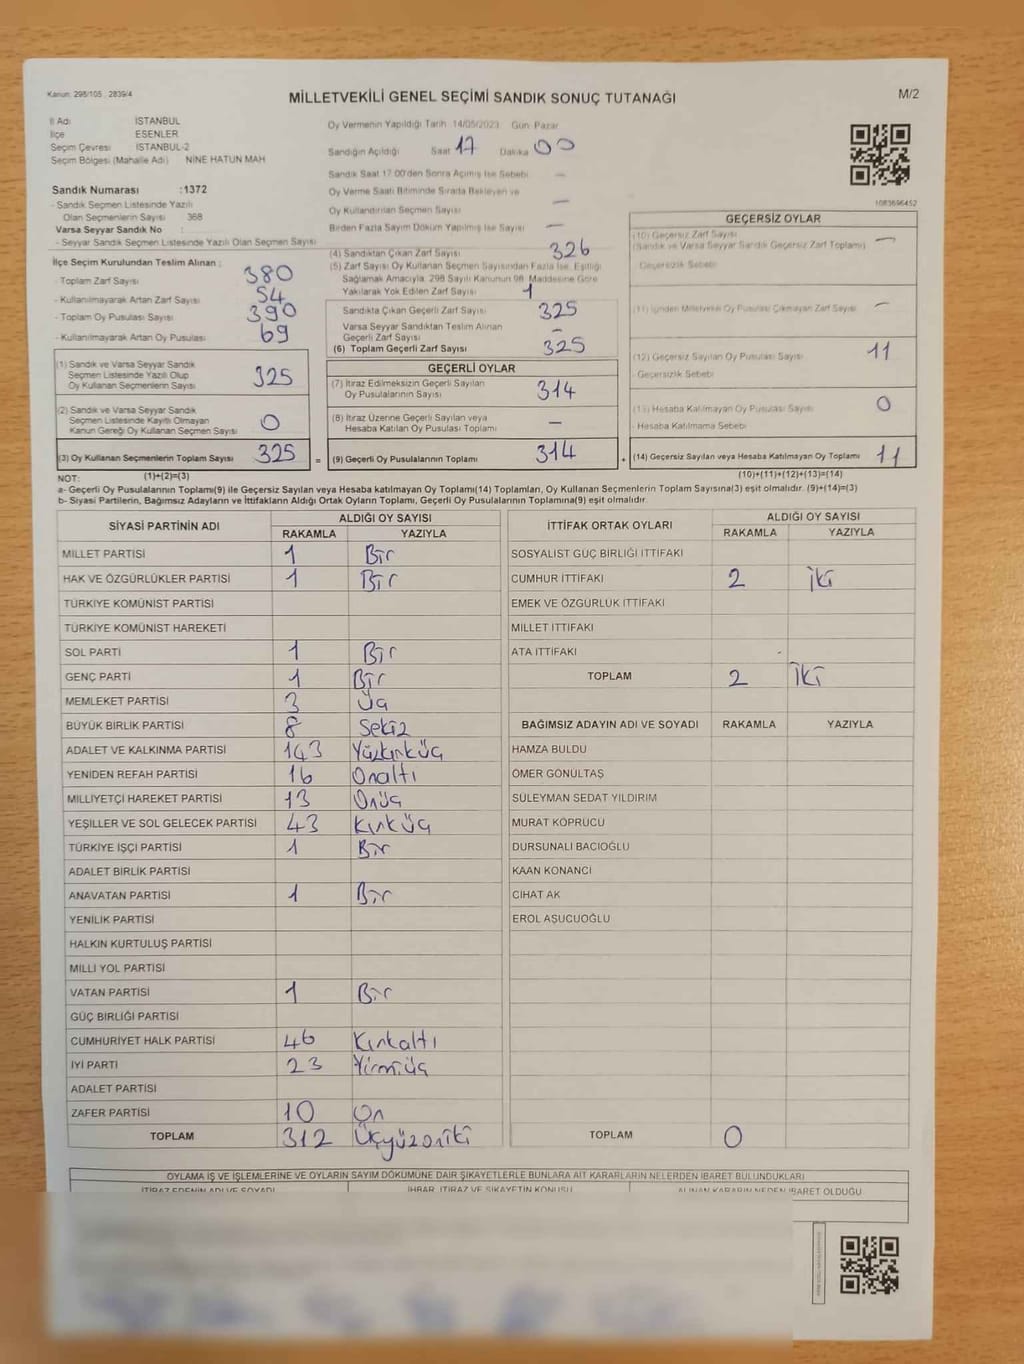 Kanun: 298/105, 2839/4
MİLLETVEKİLİ GENEL SEÇİMİ SANDIK SONUÇ TUTANAĞI
M/2
İl Adı İSTANBUL
İlçe ESENLER
Seçim Çevresi İSTANBUL-2
Seçim Bölgesi (Mahalle Adı) NİNE HATUN MAH
Sandık Numarası :1372
- Sandık Seçmen Listesinde Yazılı
Olan Seçmenlerin Sayısı 368
Varsa Seyyar Sandık No :
- Seyyar Sandık Seçmen Listesinde Yazılı Olan Seçmen Sayısı
İlçe Seçim Kurulundan Teslim Alınan :
- Toplam Zarf Sayısı 380
- Kullanılmayarak Artan Zarf Sayısı 54
- Toplam Oy Pusulası Sayısı 390
- Kullanılmayarak Artan Oy Pusulası 69
(1) Sandık ve Varsa Seyyar Sandık
Seçmen Listesinde Yazılı Olup
Oy Kullanan Seçmenlerin Sayısı 325
(2) Sandık ve Varsa Seyyar Sandık
Seçmen Listesinde Kayıtlı Olmayan
Kanun Gereği Oy Kullanan Seçmen Sayısı 0
(3) Oy Kullanan Seçmenlerin Toplam Sayısı 325 =
(1)+(2)=(3)
Oy Vermenin Yapıldığı Tarih 14/05/2023 Gün Pazar
Sandığın Açıldığı Saat 17 Dakika 00
Sandık Saat 17.00'den Sonra Açılmış İse Sebebi —
Oy Verme Saati Bitiminde Sırada Bekleyen ve
Oy Kullandırılan Seçmen Sayısı —
Birden Fazla Sayım Döküm Yapılmış İse Sayısı —
(4) Sandıktan Çıkan Zarf Sayısı 326
(5) Zarf Sayısı Oy Kullanan Seçmen Sayısından Fazla İse, Eşitliği
Sağlamak Amacıyla 298 Sayılı Kanunun 98. Maddesine Göre
Yakılarak Yok Edilen Zarf Sayısı 1
Sandıkta Çıkan Geçerli Zarf Sayısı 325
Varsa Seyyar Sandıktan Teslim Alınan
Geçerli Zarf Sayısı —
(6) Toplam Geçerli Zarf Sayısı 325
GEÇERLİ OYLAR
(7) İtiraz Edilmeksizin Geçerli Sayılan
Oy Pusulalarının Sayısı 314
(8) İtiraz Üzerine Geçerli Sayılan veya
Hesaba Katılan Oy Pusulası Toplamı —
(9) Geçerli Oy Pusulalarının Toplamı 314 +
1083696452
GEÇERSİZ OYLAR
(10) Geçersiz Zarf Sayısı —
(Sandık ve Varsa Seyyar Sandık Geçersiz Zarf Toplamı)
Geçersizlik Sebebi
(11) İçinden Milletvekili Oy Pusulası Çıkmayan Zarf Sayısı —
(12) Geçersiz Sayılan Oy Pusulası Sayısı 11
- Geçersizlik Sebebi
(13) Hesaba Katılmayan Oy Pusulası Sayısı 0
- Hesaba Katılmama Sebebi
(14) Geçersiz Sayılan veya Hesaba Katılmayan Oy Toplamı 11
(10)+(11)+(12)+(13)=(14)
NOT:
a- Geçerli Oy Pusulalarının Toplamı(9) ile Geçersiz Sayılan veya Hesaba katılmayan Oy Toplamı(14) Toplamları, Oy Kullanan Seçmenlerin Toplam Sayısına(3) eşit olmalıdır. (9)+(14)=(3)
b- Siyasi Partilerin, Bağımsız Adayların ve İttifakların Aldığı Ortak Oyların Toplamı, Geçerli Oy Pusulalarının Toplamına(9) eşit olmalıdır
SİYASİ PARTİNİN ADI ALDIĞI OY SAYISI
RAKAMLA YAZIYLA
MİLLET PARTİSİ 1 Bir
HAK VE ÖZGÜRLÜKLER PARTİSİ 1 Bir
TÜRKİYE KOMÜNİST PARTİSİ
TÜRKİYE KOMÜNİST HAREKETİ
SOL PARTİ 1 Bir
GENÇ PARTİ 1 Bir
MEMLEKET PARTİSİ 3 Üç
BÜYÜK BİRLİK PARTİSİ 8 Sekiz
ADALET VE KALKINMA PARTİSİ 143 Yüzkırküç
YENİDEN REFAH PARTİSİ 16 Onaltı
MİLLİYETÇİ HAREKET PARTİSİ 13 Onüç
YEŞİLLER VE SOL GELECEK PARTİSİ 43 Kırküç
TÜRKİYE İŞÇİ PARTİSİ 1 Bir
ADALET BİRLİK PARTİSİ
ANAVATAN PARTİSİ 1 Bir
YENİLİK PARTİSİ
HALKIN KURTULUŞ PARTİSİ
MİLLİ YOL PARTİSİ
VATAN PARTİSİ 1 Bir
GÜÇ BİRLİĞİ PARTİSİ
CUMHURİYET HALK PARTİSİ 46 Kırkaltı
İYİ PARTİ 23 Yirmiüç
ADALET PARTİSİ
ZAFER PARTİSİ 10 On
TOPLAM 312 Üçyüzoniki
İTTİFAK ORTAK OYLARI ALDIĞI OY SAYISI
RAKAMLA YAZIYLA
SOSYALİST GÜÇ BİRLİĞİ İTTİFAKI
CUMHUR İTTİFAKI 2 İki
EMEK VE ÖZGÜRLÜK İTTİFAKI
MİLLET İTTİFAKI
ATA İTTİFAKI
TOPLAM 2 İki
BAĞIMSIZ ADAYIN ADI VE SOYADI RAKAMLA YAZIYLA
HAMZA BULDU
ÖMER GÖNÜLTAŞ
SÜLEYMAN SEDAT YILDIRIM
MURAT KÖPRÜCÜ
DURSUNALİ BACIOĞLU
KAAN KONANCI
CİHAT AK
EROL AŞUCUOĞLU
TOPLAM 0
OYLAMA İŞ VE İŞLEMLERİNE VE OYLARIN SAYIM DÖKÜMÜNE DAİR ŞİKAYETLERLE BUNLARA AİT KARARLARIN NELERDEN İBARET BULUNDUKLARI
İTİRAZ EDENİN ADI VE SOYADI İHBAR, İTİRAZ VE ŞİKAYETİN KONUSU ALINAN KARARIN NEDEN İBARET OLDUĞU